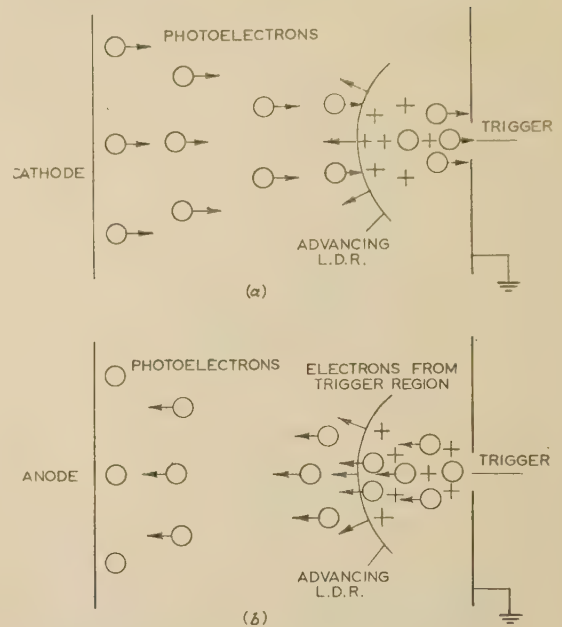 PHOTOELECTRONS
TRIGGER
CATHODE
ADVANCING
L.D.R.
(a)
PHOTOELECTRONS
ELECTRONS FROM
TRIGGER REGION
ANODE
TRIGGER
ADVANCING
L.D.R.
(b)